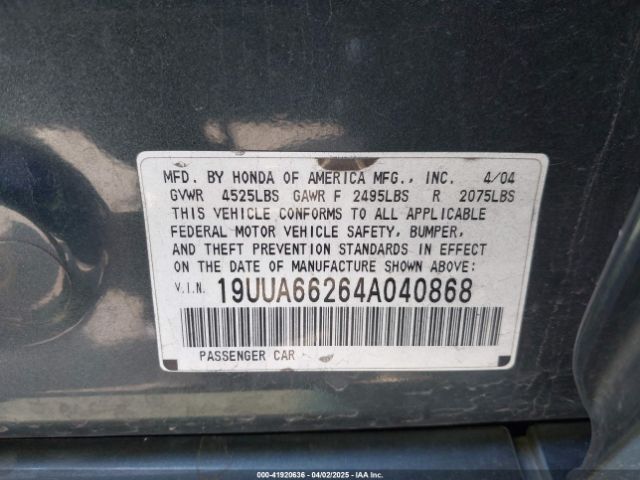 MFD. BY HONDA OF AMERICA MFG., INC. 4/04
GVWR 4525LBS GAWR F 2495LBS R 2075LBS
THIS VEHICLE CONFORMS TO ALL APPLICABLE
FEDERAL MOTOR VEHICLE SAFETY, BUMPER,
AND THEFT PREVENTION STANDARDS IN EFFECT
ON THE DATE OF MANUFACTURE SHOWN ABOVE:
V.I.N. 19UUA66264A040868
PASSENGER CAR
000-41920636 - 04/02/2025 - IAA Inc.